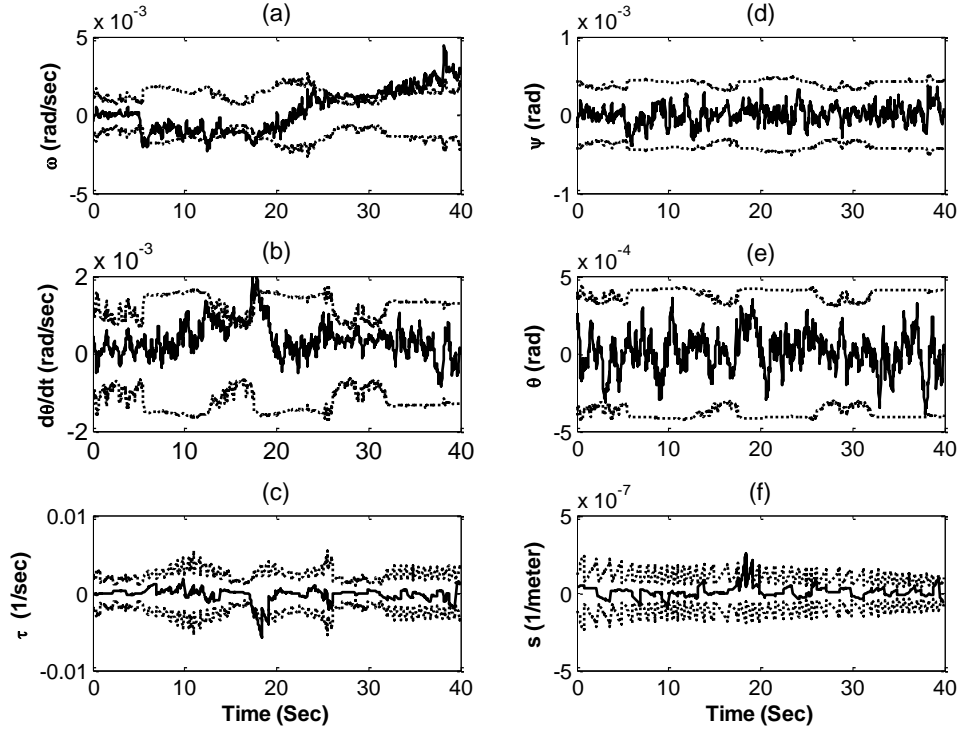 (a)
x 10^-3
5
0
-5
ω (rad/sec)
0 10 20 30 40
(b)
x 10^-3
2
0
-2
dθ/dt (rad/sec)
0 10 20 30 40
(c)
0.01
0
-0.01
τ (1/sec)
0 10 20 30 40
Time (Sec)
(d)
x 10^-3
1
0
-1
ψ (rad)
0 10 20 30 40
(e)
x 10^-4
5
0
-5
θ (rad)
0 10 20 30 40
(f)
x 10^-7
5
0
-5
s (1/meter)
0 10 20 30 40
Time (Sec)